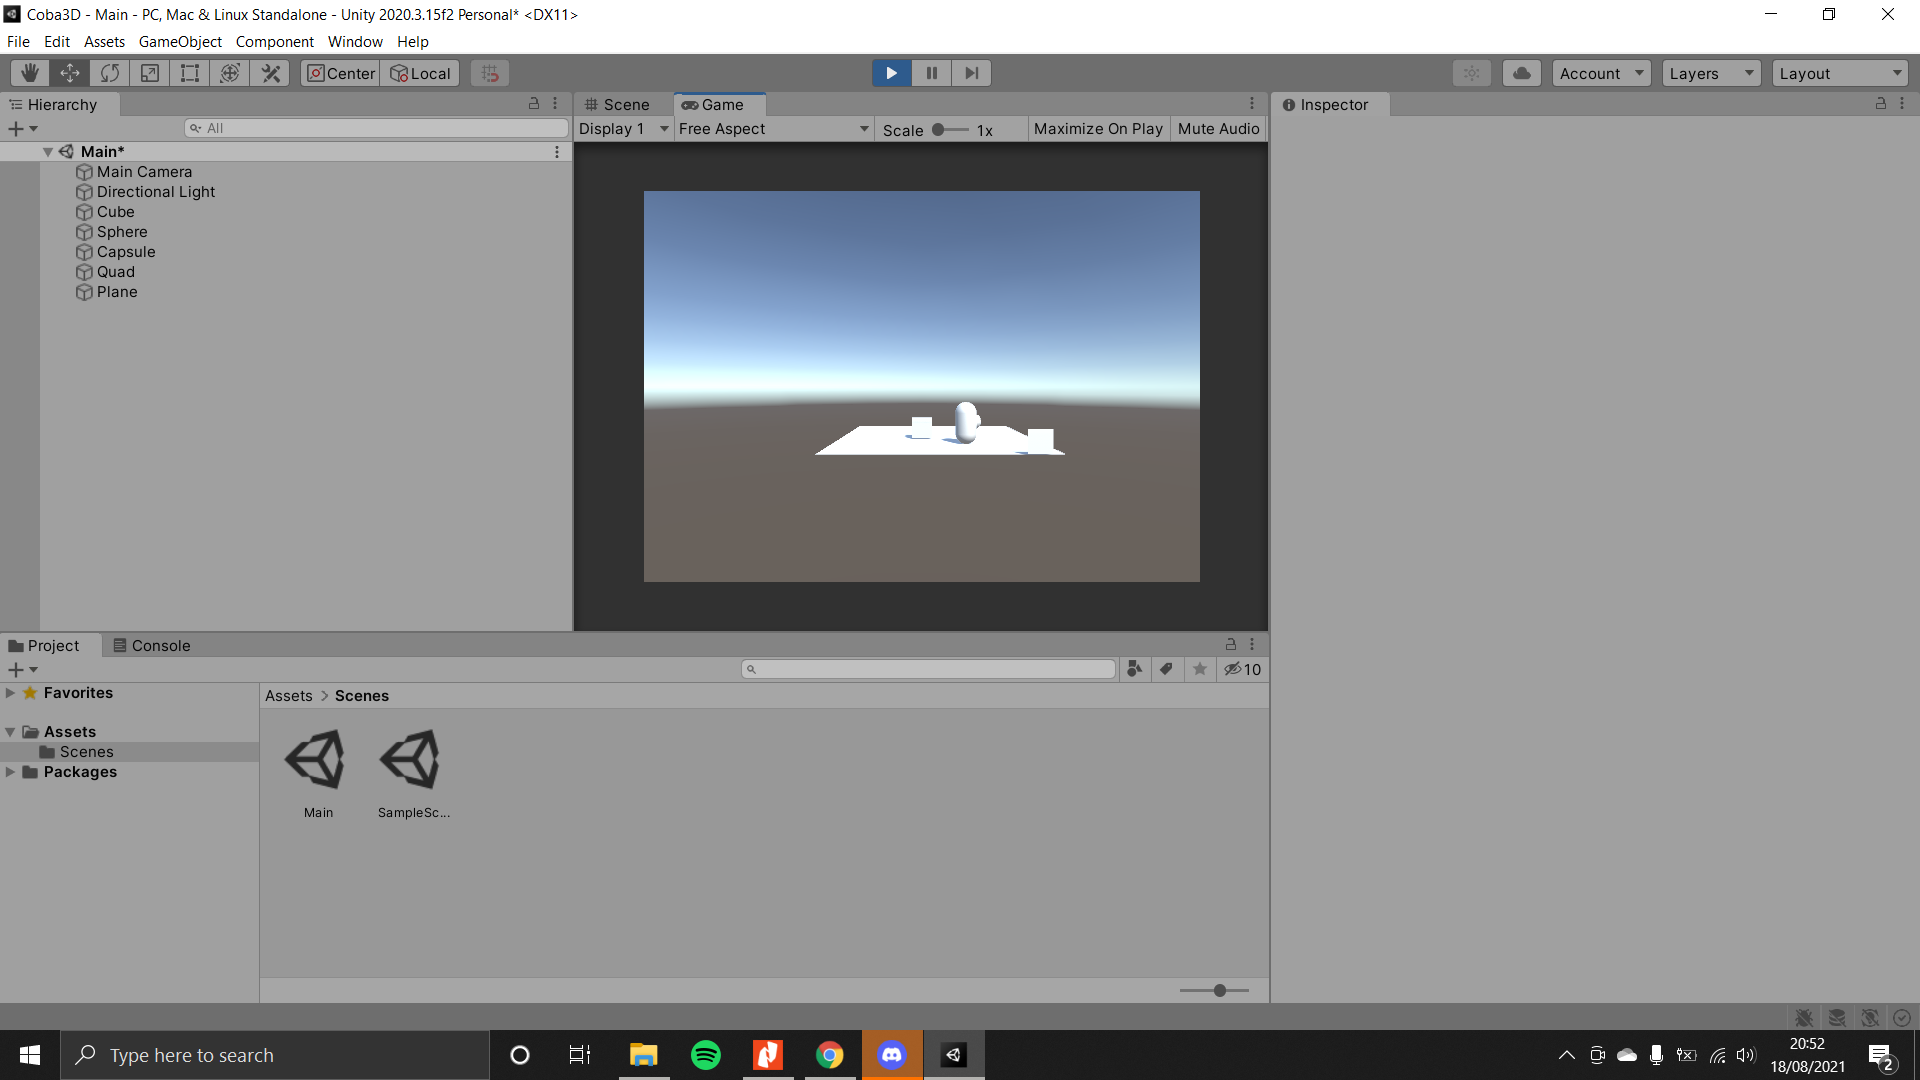 Coba3D - Main - PC, Mac & Linux Standalone - Unity 2020.3.15f2 Personal* <DX11>
File Edit Assets GameObject Component Window Help
Center Local Account Layers Layout
Hierarchy
All
Main*
Main Camera
Directional Light
Cube
Sphere
Capsule
Quad
Plane
Scene Game
Display 1 Free Aspect Scale 1x Maximize On Play Mute Audio
Inspector
Project Console
10
Favorites
Assets
Scenes
Packages
Assets > Scenes
Main SampleSc...
Type here to search
20:52
18/08/2021
2